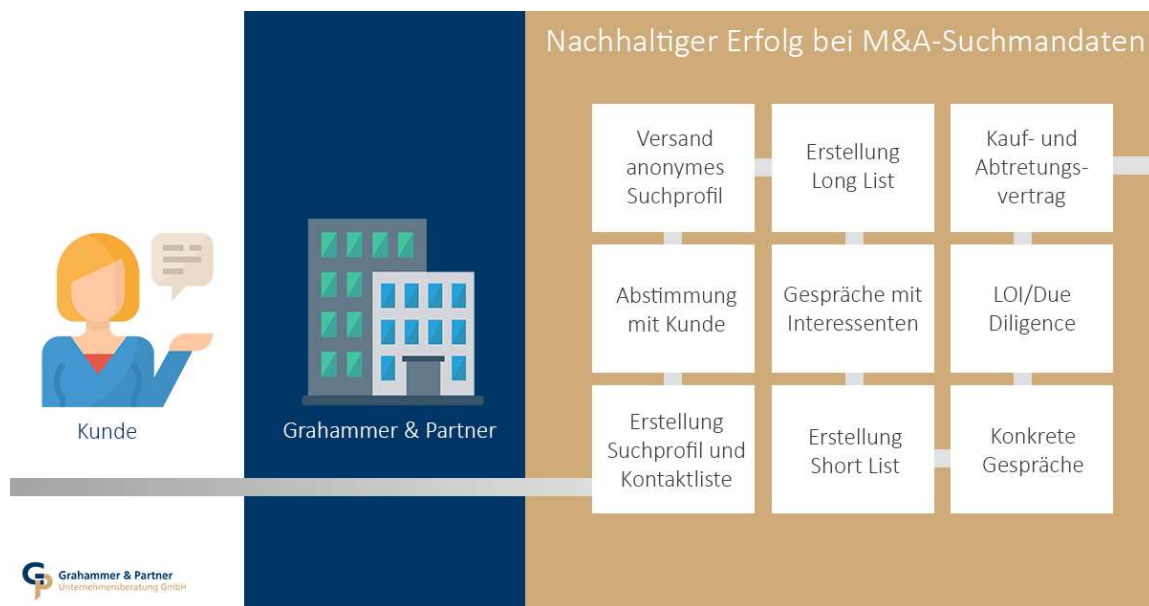 Nachhaltiger Erfolg bei M&A-Suchmandaten
Versand
anonymes
Suchprofil
Erstellung
Long List
Kauf- und
Abtretungs-
vertrag
Abstimmung
mit Kunde
Gespräche mit
Interessenten
LOI/Due
Diligence
Erstellung
Suchprofil und
Kontaktliste
Erstellung
Short List
Konkrete
Gespräche
Kunde
Grahammer & Partner
GP
Grahammer & Partner
Unternehmensberatung GmbH